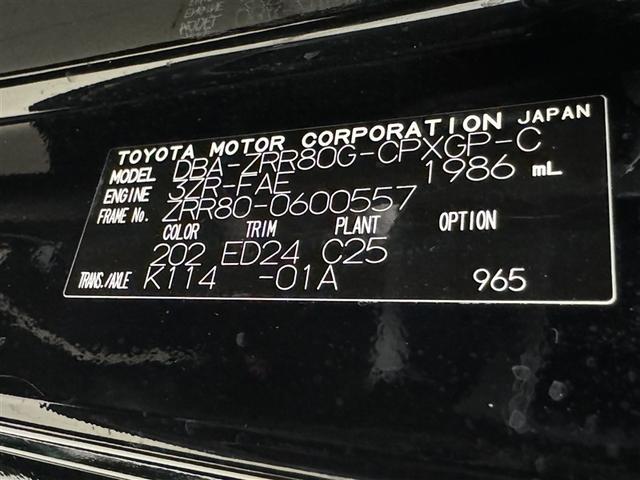 TOYOTA MOTOR CORPORATION JAPAN
MODEL DBA-ZRR80G-CPXGP-C
ENGINE 3ZR-FAE 1986 mL
FRAME No. ZRR80-0600557
COLOR TRIM PLANT OPTION
202 ED24 C25
TRANS./AXLE K114 -01A 965